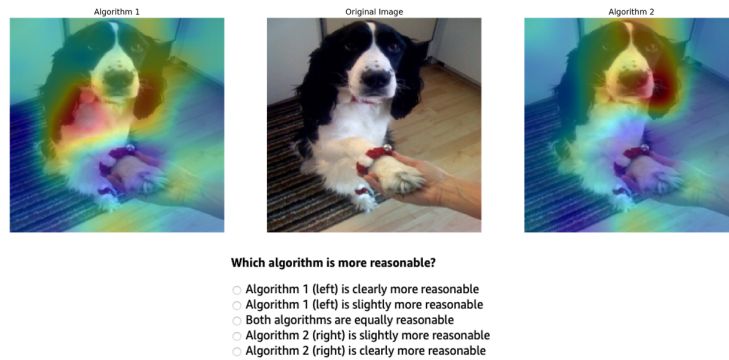 Algorithm 1
Original Image
Algorithm 2
Which algorithm is more reasonable?
Algorithm 1 (left) is clearly more reasonable
Algorithm 1 (left) is slightly more reasonable
Both algorithms are equally reasonable
Algorithm 2 (right) is slightly more reasonable
Algorithm 2 (right) is clearly more reasonable